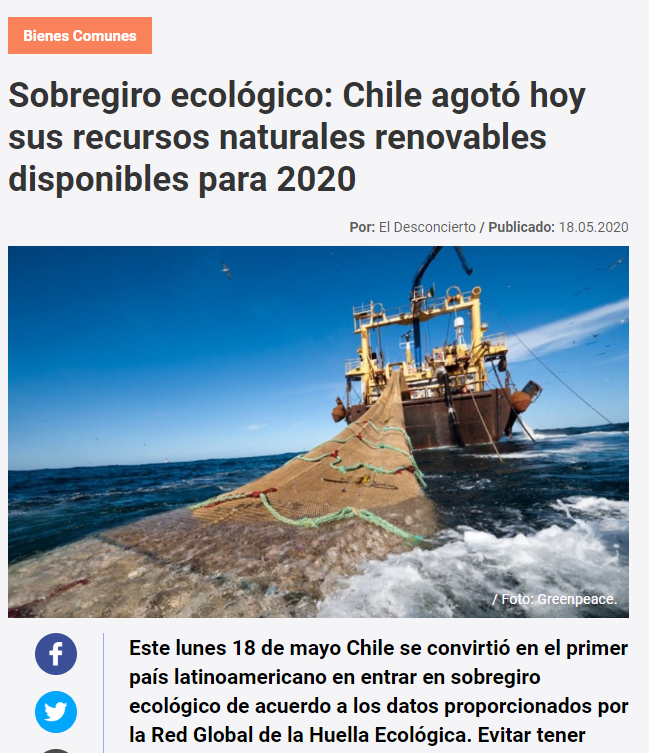 Bienes Comunes
Sobregiro ecológico: Chile agotó hoy
sus recursos naturales renovables
disponibles para 2020
Por: El Desconcierto / Publicado: 18.05.2020
/ Foto: Greenpeace.
Este lunes 18 de mayo Chile se convirtió en el primer
país latinoamericano en entrar en sobregiro
ecológico de acuerdo a los datos proporcionados por
la Red Global de la Huella Ecológica. Evitar tener